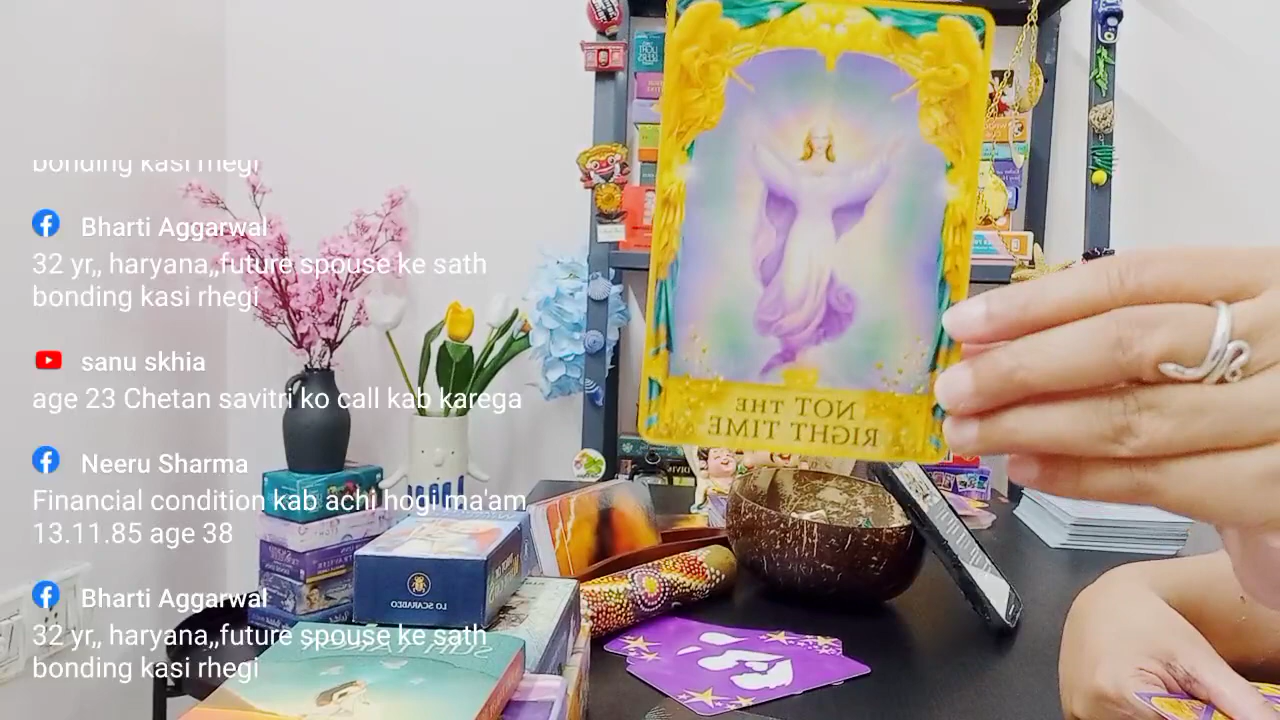 bonding kasi rhegi
Bharti Aggarwal
32 yr,, haryana,,future spouse ke sath
bonding kasi rhegi
sanu skhia
age 23 Chetan savitri ko call kab karega
Neeru Sharma
Financial condition kab achi hogi ma'am
13.11.85 age 38
Bharti Aggarwal
32 yr,, haryana,,future spouse ke sath
bonding kasi rhegi
NOT THE
RIGHT TIME
LO SCARABEO